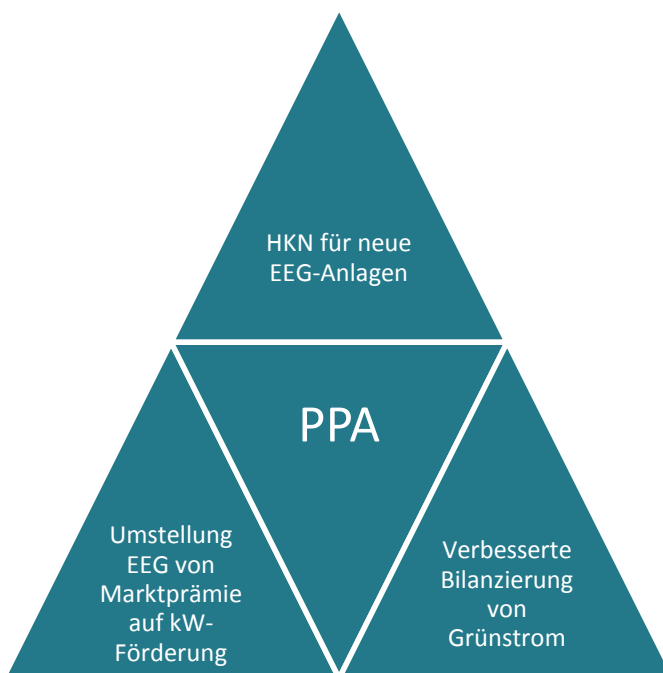 HKN für neue
EEG-Anlagen
PPA
Umstellung
EEG von
Marktprämie
auf kW-
Förderung
Verbesserte
Bilanzierung
von
Grünstrom